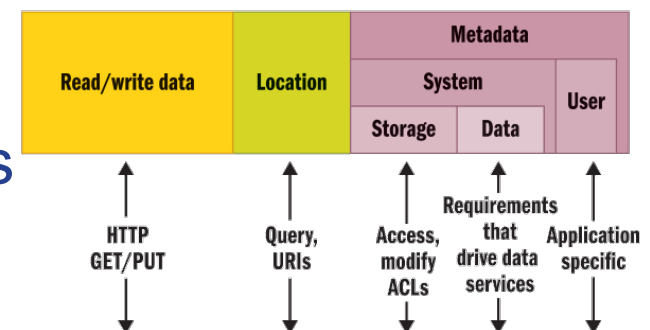 Metadata
Read/write data
Location
System
User
Storage
Data
s
HTTP
GET/PUT
Query,
URIs
Access,
modify
ACLs
Requirements
that
drive data
services
Application
specific